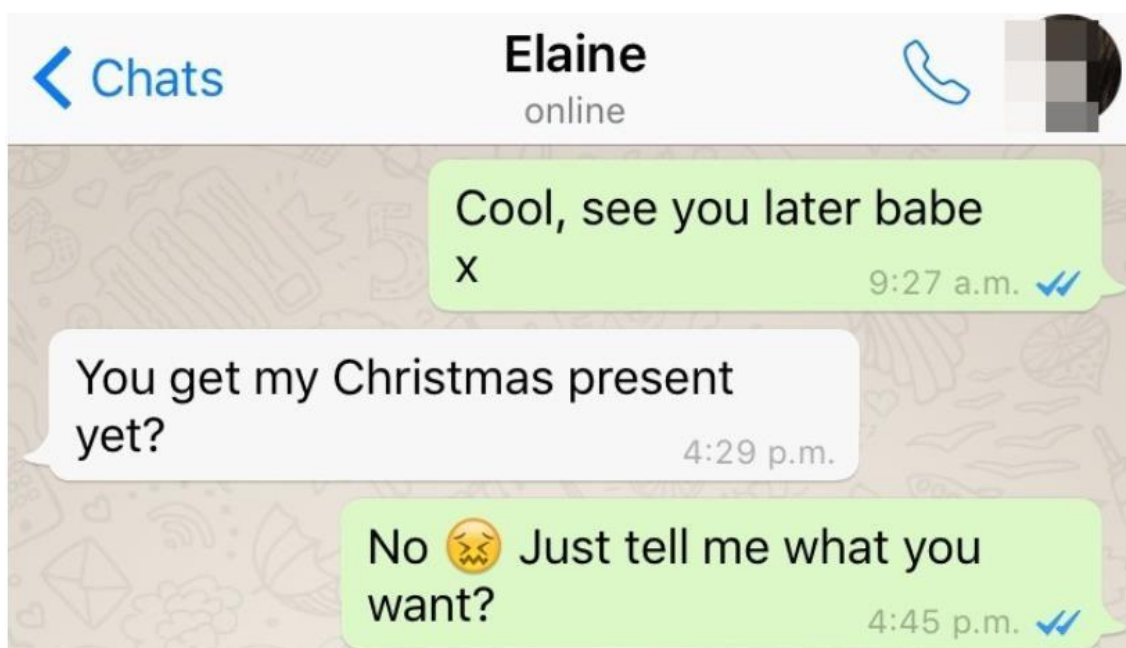 Chats
Elaine
online
Cool, see you later babe
x
9:27 a.m.
You get my Christmas present
yet?
4:29 p.m.
No 😖 Just tell me what you
want?
4:45 p.m.